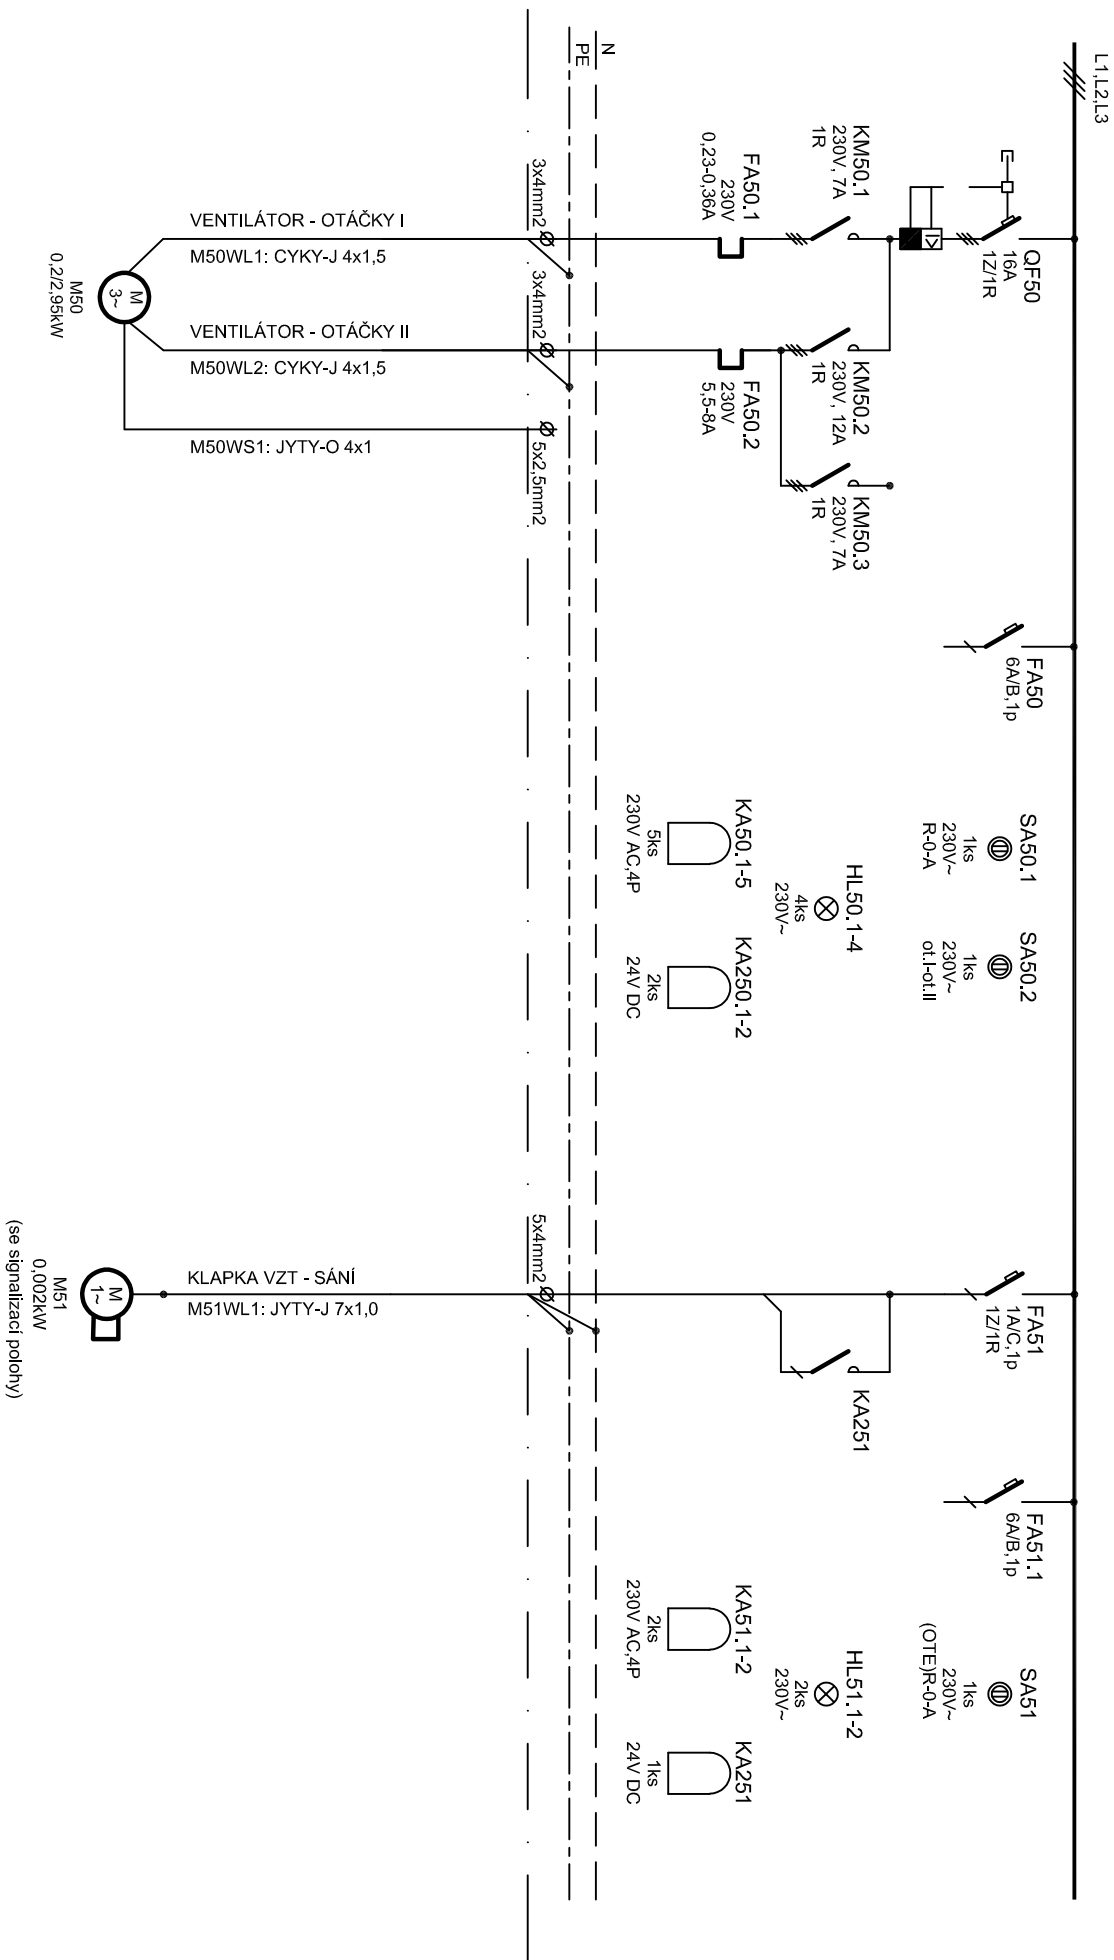 L1,L2,L3
QF50
16A
1Z/1R
I>
KM50.1
230V, 7A
1R
KM50.2
230V, 12A
1R
KM50.3
230V, 7A
1R
FA50.1
230V
0,23-0,36A
FA50.2
230V
5,5-8A
N
PE
3x4mm2
3x4mm2
5x2,5mm2
VENTILÁTOR - OTÁČKY I
M50WL1: CYKY-J 4x1,5
VENTILÁTOR - OTÁČKY II
M50WL2: CYKY-J 4x1,5
M50WS1: JYTY-O 4x1
M
3~
M50
0,2/2,95kW
FA50
6A/B,1p
SA50.1
1ks
230V~
R-0-A
SA50.2
1ks
230V~
ot.I-ot.II
HL50.1-4
4ks
230V~
KA50.1-5
5ks
230V AC,4P
KA250.1-2
2ks
24V DC
FA51
1A/C,1p
1Z/1R
KA251
5x4mm2
KLAPKA VZT - SÁNÍ
M51WL1: JYTY-J 7x1,0
M
1~
M51
0,002kW
(se signalizací polohy)
FA51.1
6A/B,1p
SA51
1ks
230V~
(OTE)R-0-A
HL51.1-2
2ks
230V~
KA51.1-2
2ks
230V AC,4P
KA251
1ks
24V DC